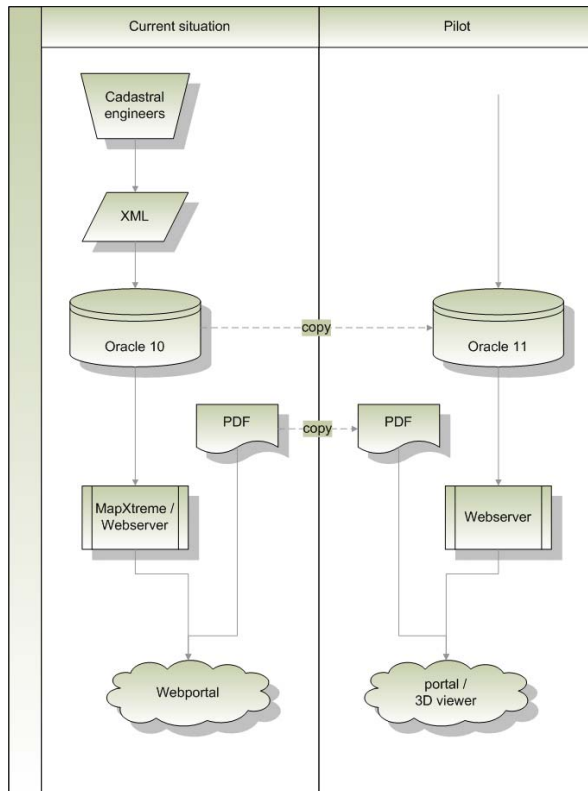 Current situation
Pilot
Cadastral
engineers
XML
Oracle 10
copy
Oracle 11
PDF
copy
PDF
MapXtreme /
Webserver
Webserver
Webportal
portal /
3D viewer